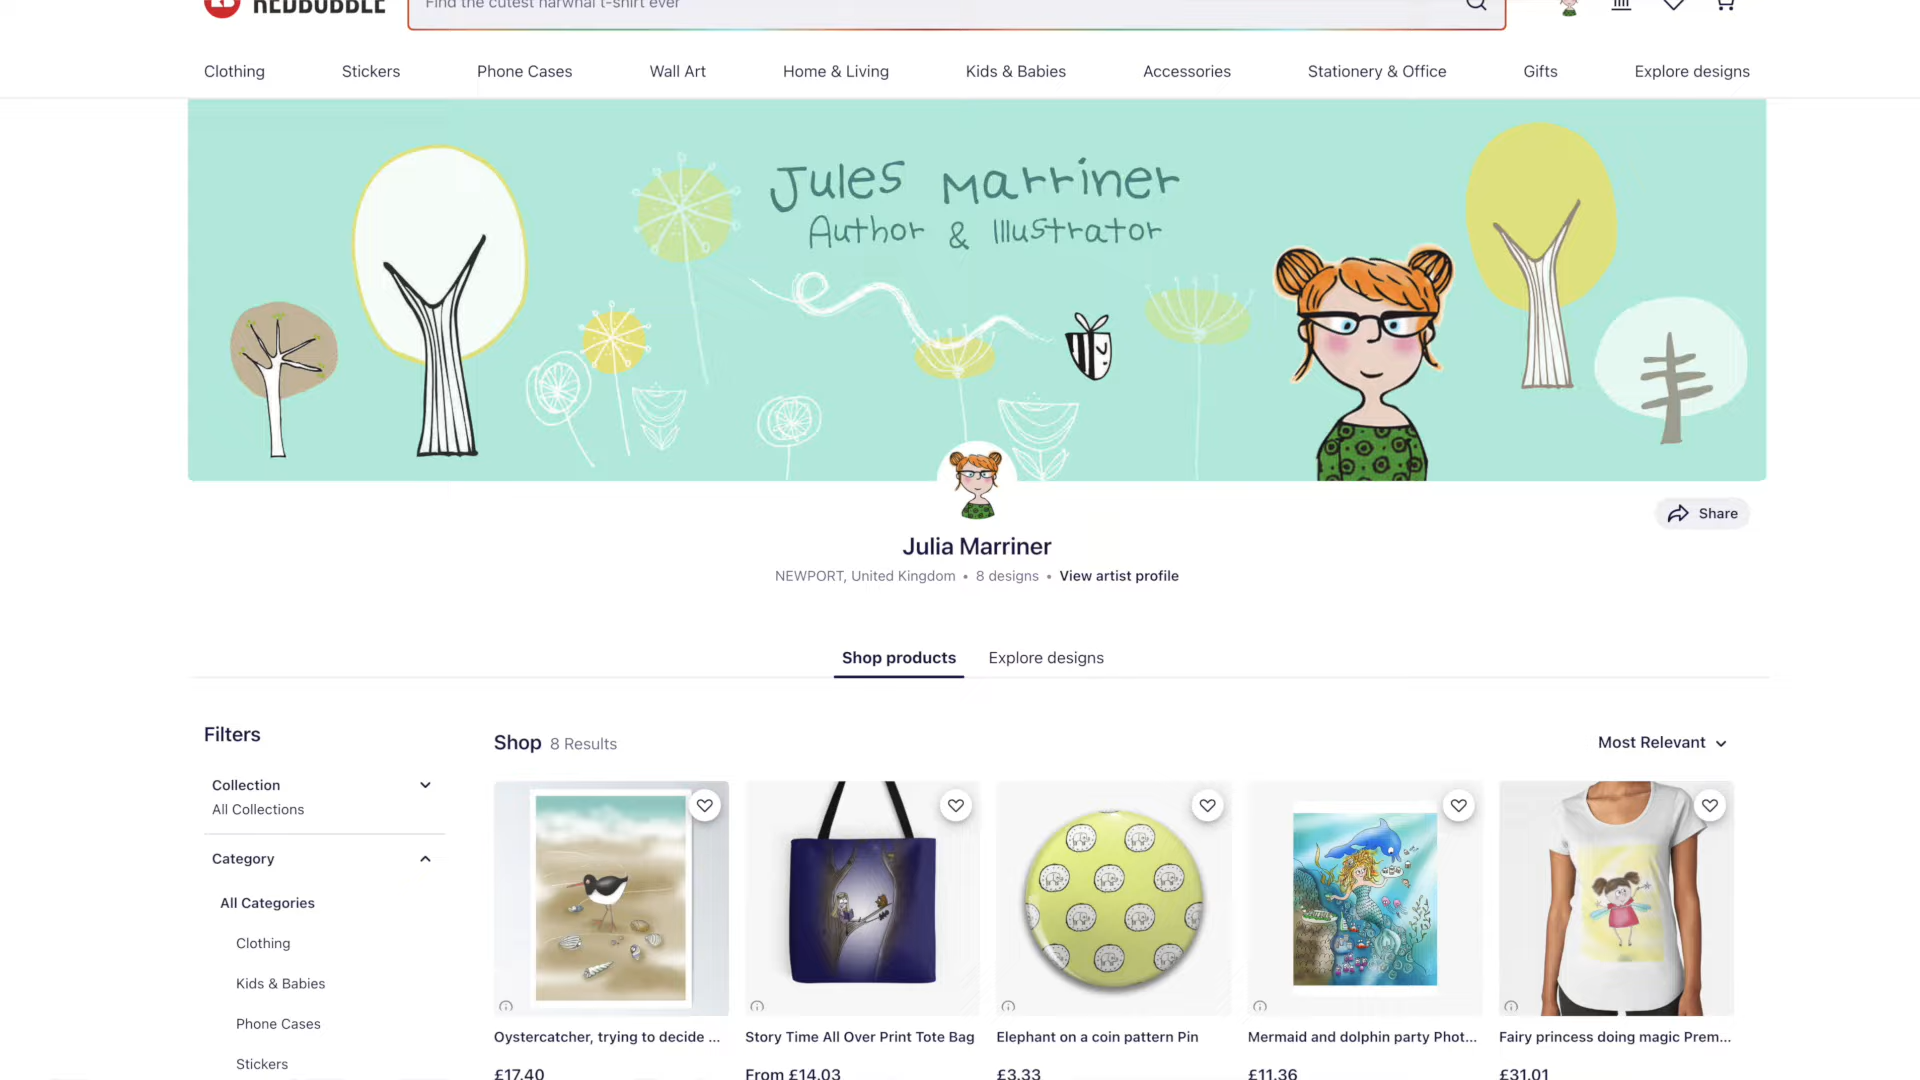 REDBUBBLE
Find the cutest narwhal t-shirt ever
Clothing Stickers Phone Cases Wall Art Home & Living Kids & Babies Accessories Stationery & Office Gifts Explore designs
Jules Marriner
Author & Illustrator
Share
Julia Marriner
NEWPORT, United Kingdom • 8 designs • View artist profile
Shop products Explore designs
Filters
Shop 8 Results
Most Relevant
Collection
All Collections
Category
All Categories
Clothing
Kids & Babies
Phone Cases
Stickers
Oystercatcher, trying to decide ...
£17.40
Story Time All Over Print Tote Bag
From £14.03
Elephant on a coin pattern Pin
£3.33
Mermaid and dolphin party Phot...
£11.36
Fairy princess doing magic Prem...
£31.01